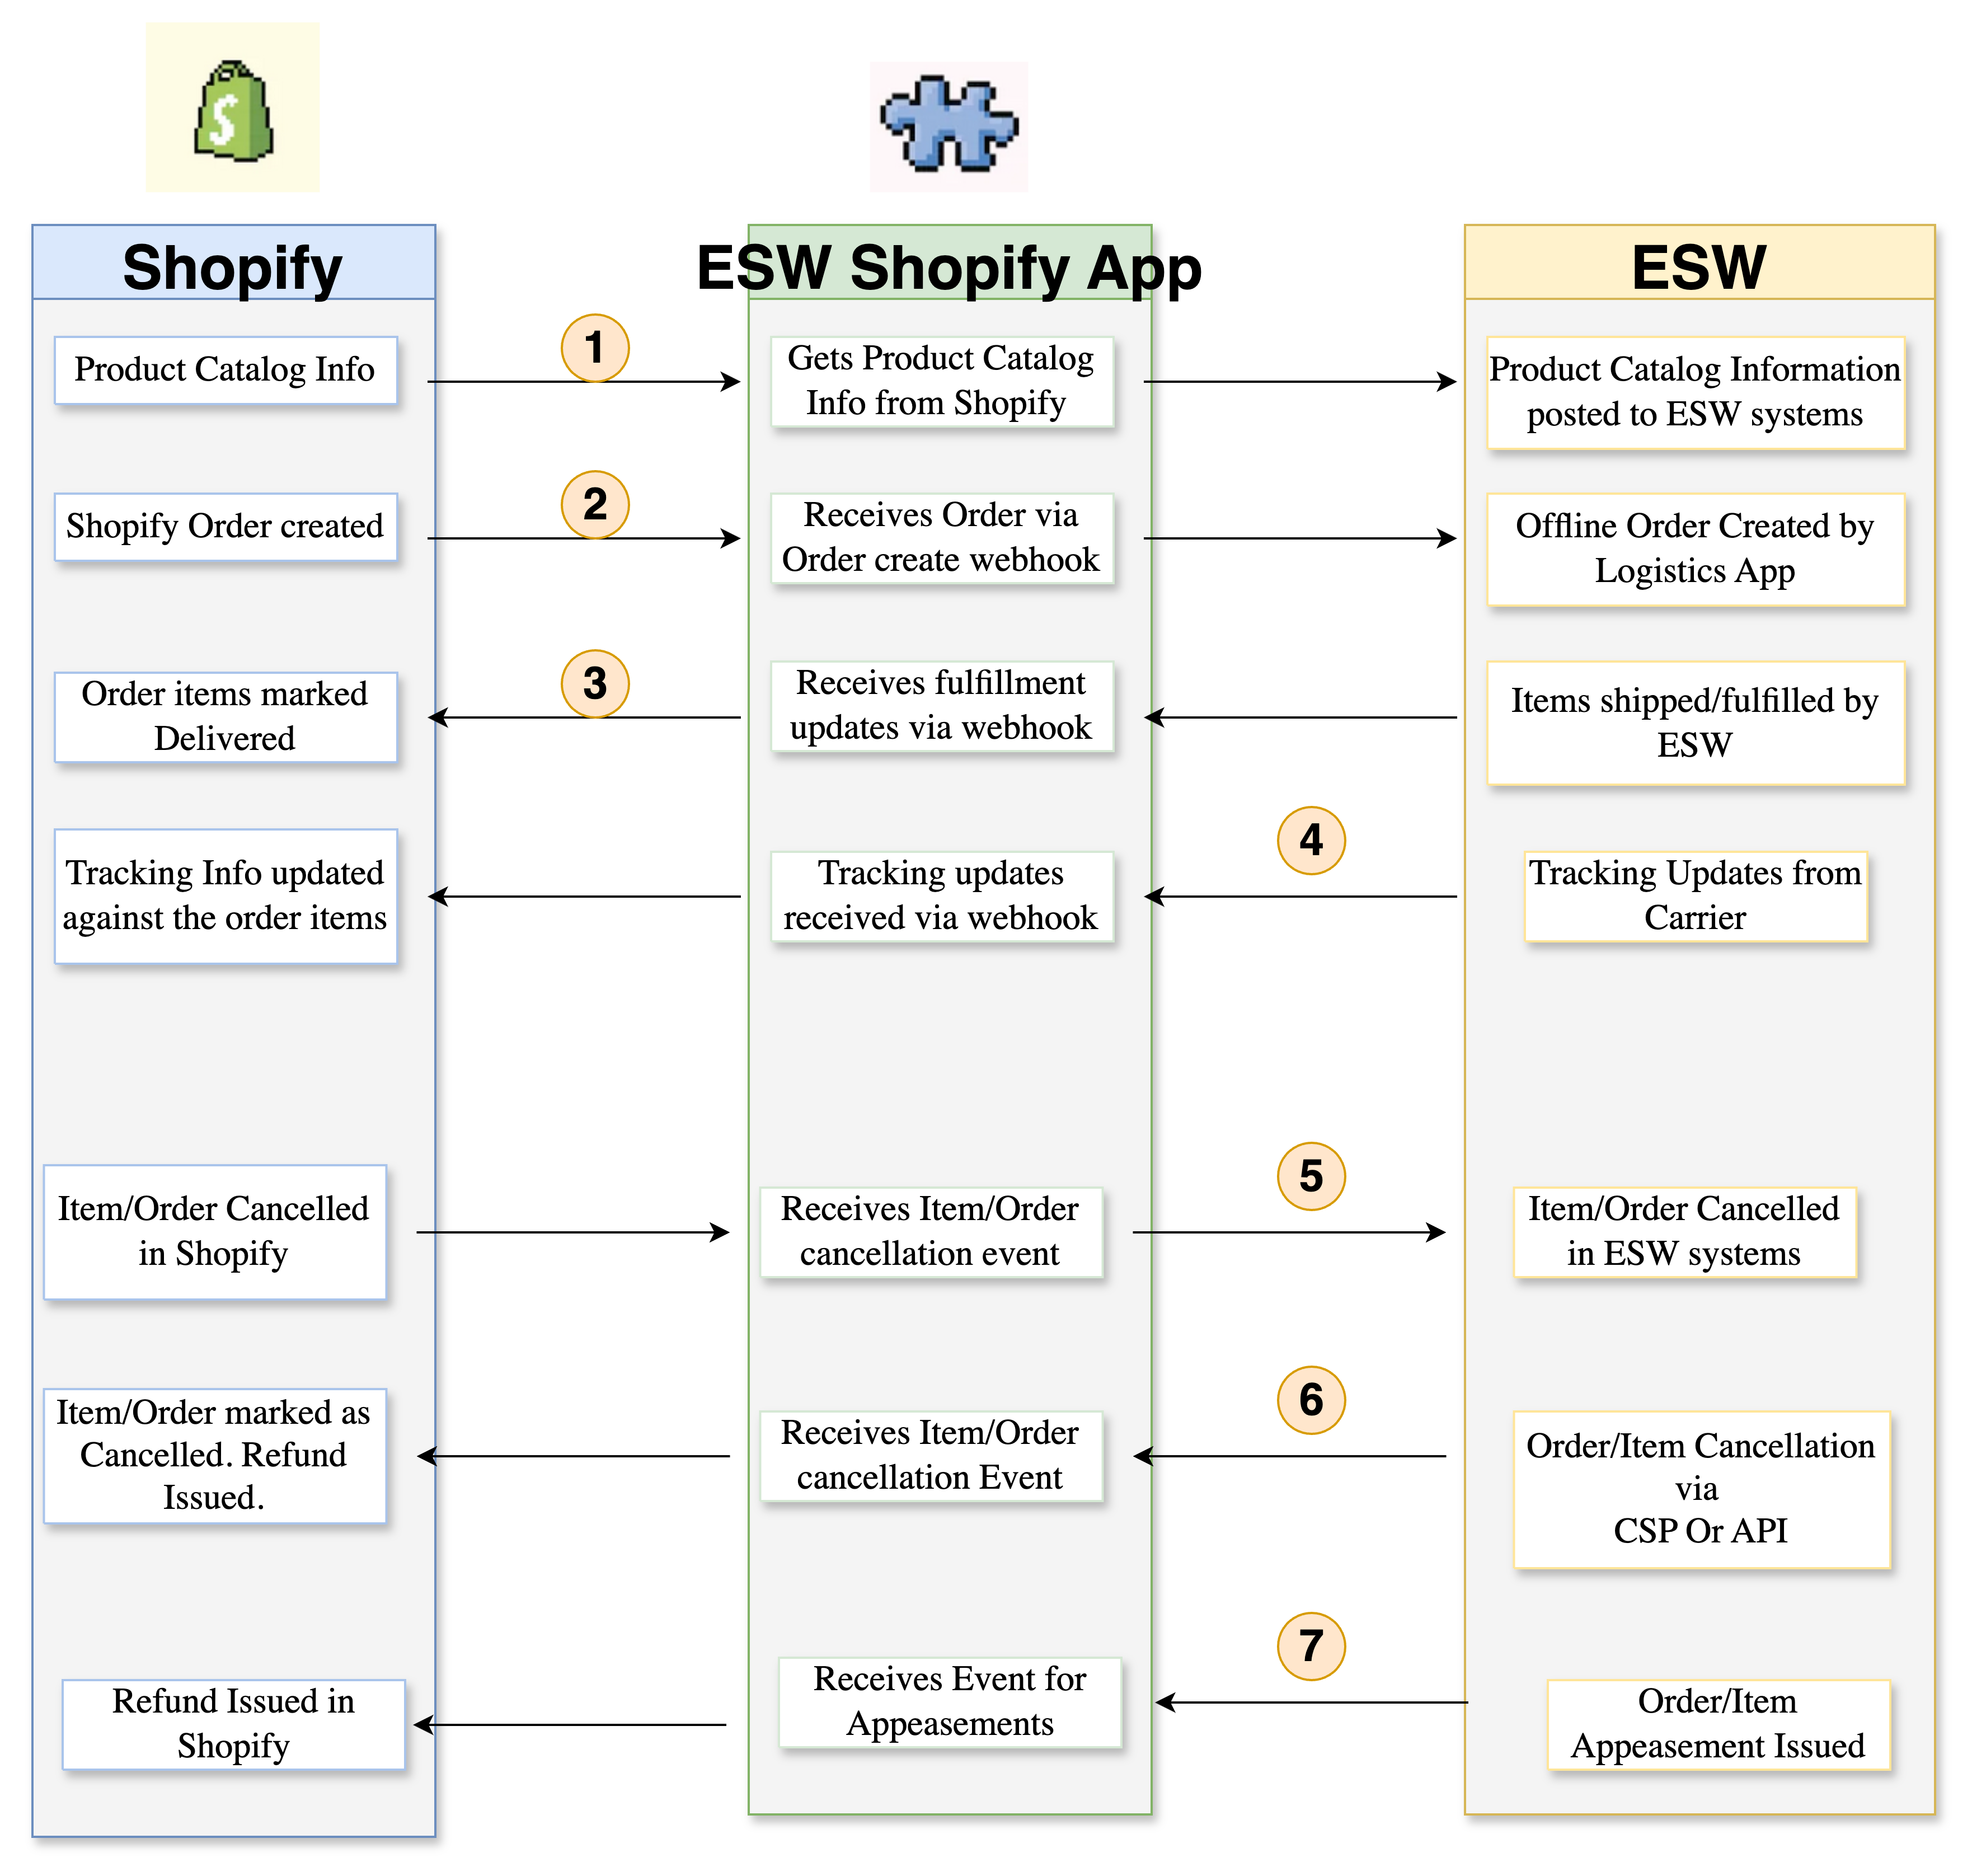 Shopify
ESW Shopify App
ESW
1
Product Catalog Info
Gets Product Catalog
Info from Shopify
Product Catalog Information
posted to ESW systems
2
Shopify Order created
Receives Order via
Order create webhook
Offline Order Created by
Logistics App
3
Order items marked
Delivered
Receives fulfillment
updates via webhook
Items shipped/fulfilled by
ESW
4
Tracking Info updated
against the order items
Tracking updates
received via webhook
Tracking Updates from
Carrier
5
Item/Order Cancelled
in Shopify
Receives Item/Order
cancellation event
Item/Order Cancelled
in ESW systems
6
Item/Order marked as
Cancelled. Refund
Issued.
Receives Item/Order
cancellation Event
Order/Item Cancellation
via
CSP Or API
7
Refund Issued in
Shopify
Receives Event for
Appeasements
Order/Item
Appeasement Issued